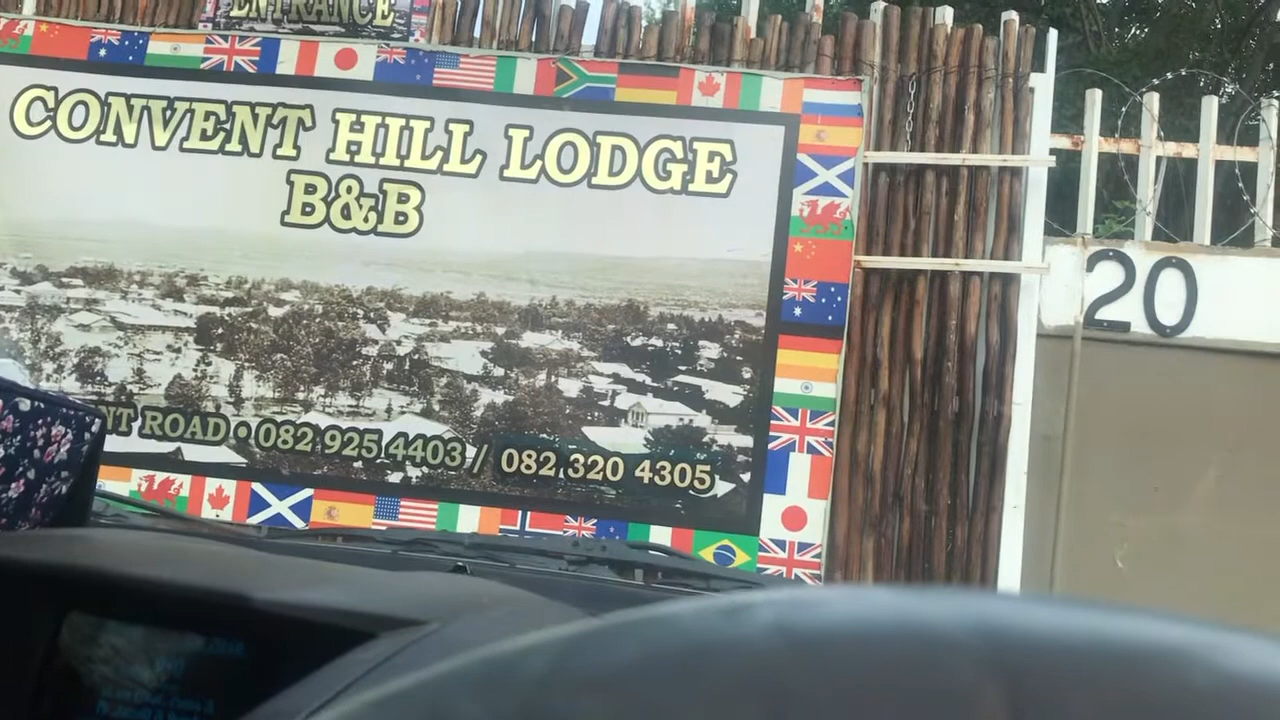 ENTRANCE
CONVENT HILL LODGE
B&B
20
NT ROAD • 082 925 4403 / 082 320 4305